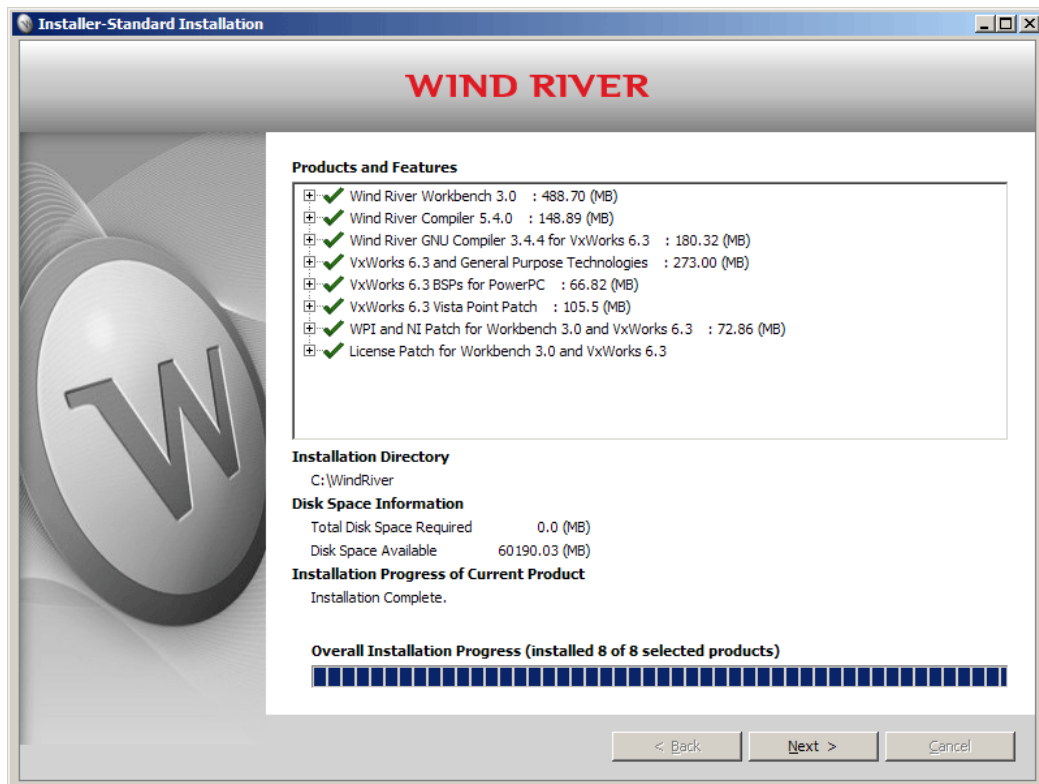 Installer-Standard Installation
WIND RIVER
Products and Features
Wind River Workbench 3.0 : 488.70 (MB)
Wind River Compiler 5.4.0 : 148.89 (MB)
Wind River GNU Compiler 3.4.4 for VxWorks 6.3 : 180.32 (MB)
VxWorks 6.3 and General Purpose Technologies : 273.00 (MB)
VxWorks 6.3 BSPs for PowerPC : 66.82 (MB)
VxWorks 6.3 Vista Point Patch : 105.5 (MB)
WPI and NI Patch for Workbench 3.0 and VxWorks 6.3 : 72.86 (MB)
License Patch for Workbench 3.0 and VxWorks 6.3
W
Installation Directory
C:\WindRiver
Disk Space Information
Total Disk Space Required 0.0 (MB)
Disk Space Available 60190.03 (MB)
Installation Progress of Current Product
Installation Complete.
Overall Installation Progress (installed 8 of 8 selected products)
< Back Next > Cancel